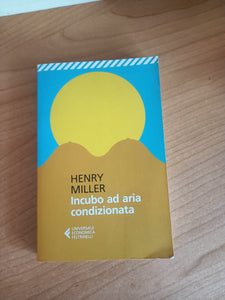 HENRY
MILLER
Incubo ad aria
condizionata
UNIVERSALE
ECONOMICA
FELTRINELLI